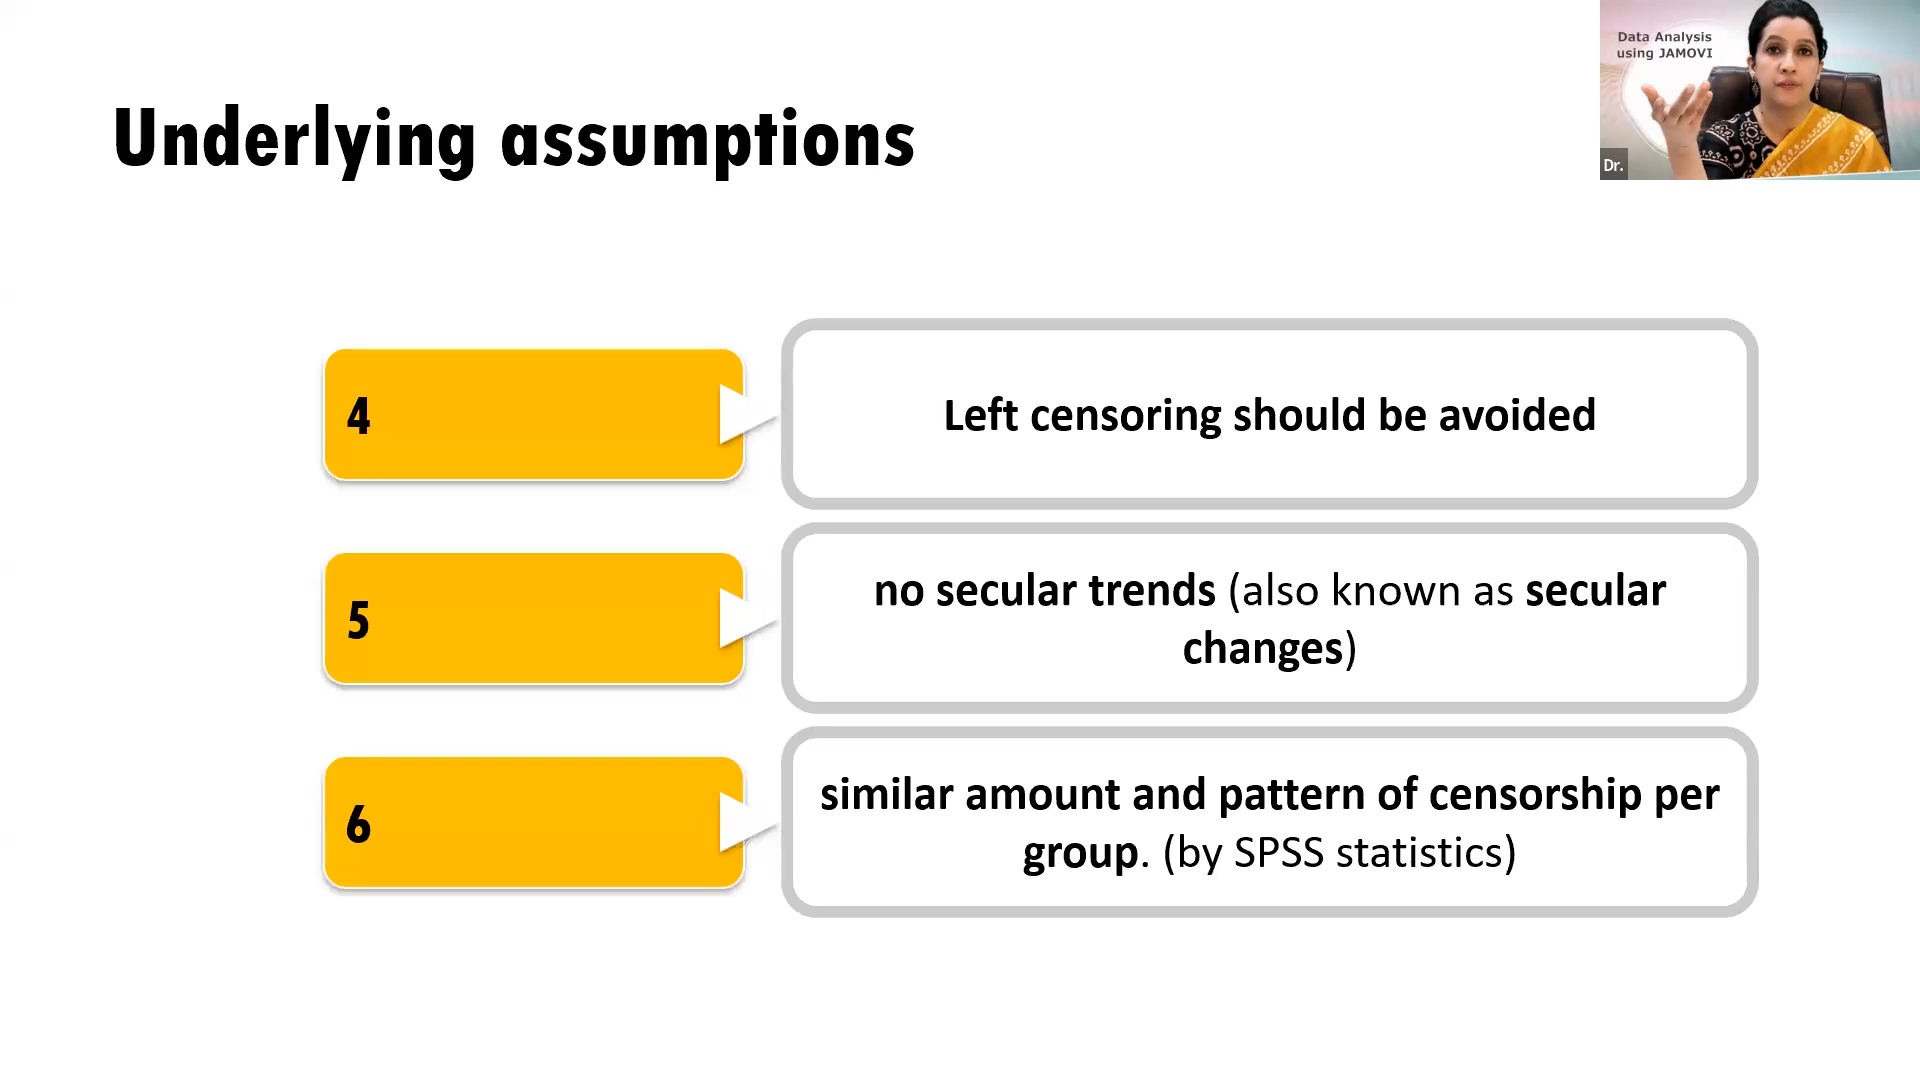 Underlying assumptions
Data Analysis
using JAMOVI
Dr.
4
Left censoring should be avoided
5
no secular trends (also known as secular
changes)
6
similar amount and pattern of censorship per
group. (by SPSS statistics)